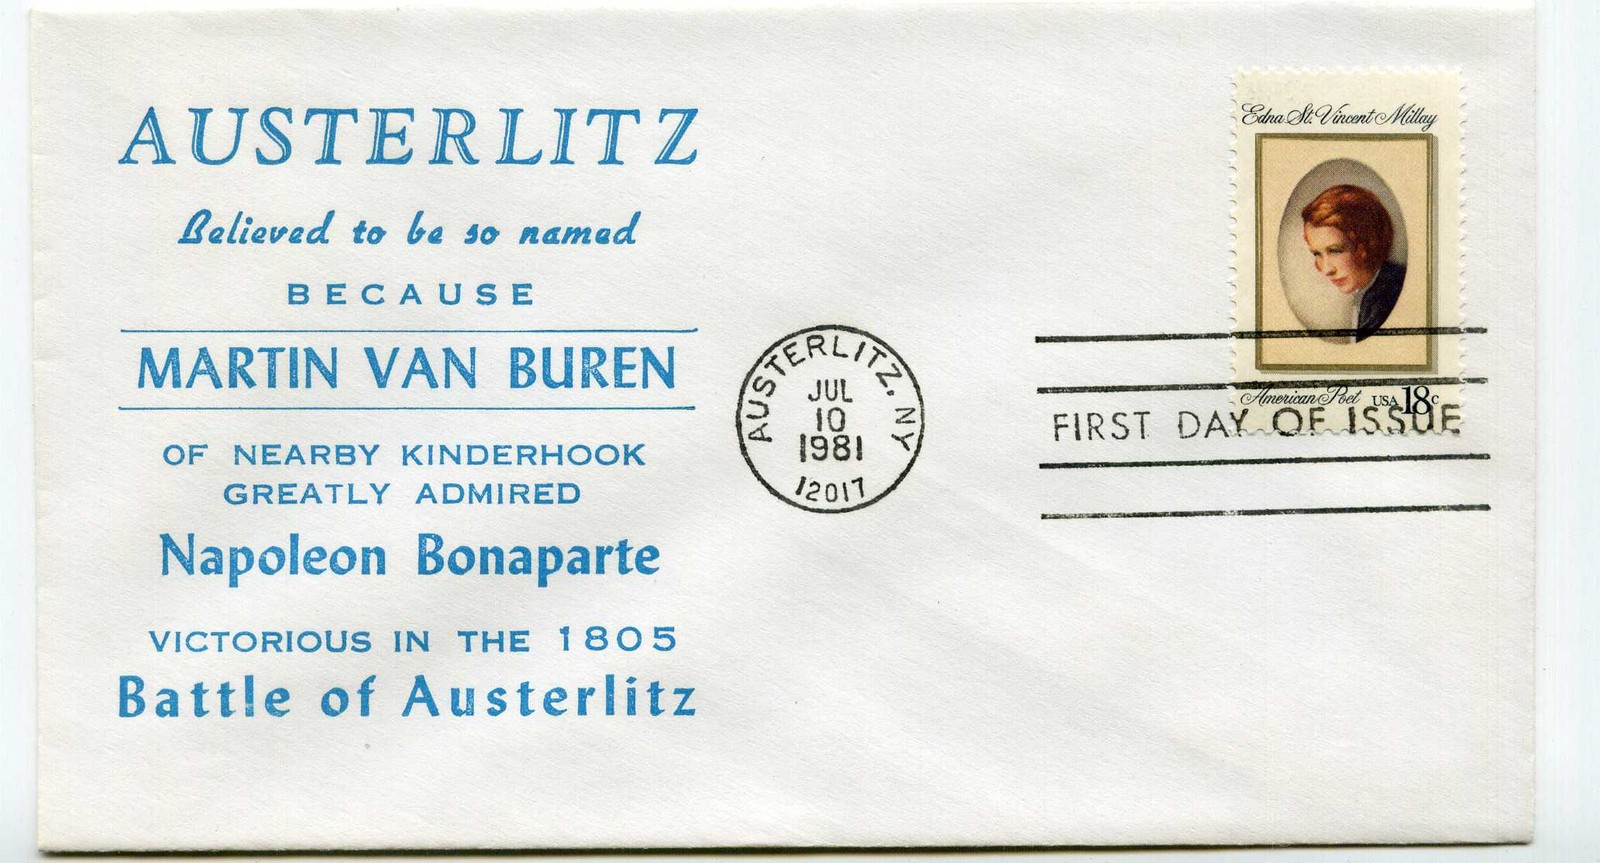 AUSTERLITZ
Believed to be so named
BECAUSE
MARTIN VAN BUREN
OF NEARBY KINDERHOOK
GREATLY ADMIRED
Napoleon Bonaparte
VICTORIOUS IN THE 1805
Battle of Austerlitz
AUSTERLITZ, NY
JUL
10
1981
12017
Edna St. Vincent Millay
American Poet USA 18c
FIRST DAY OF ISSUE